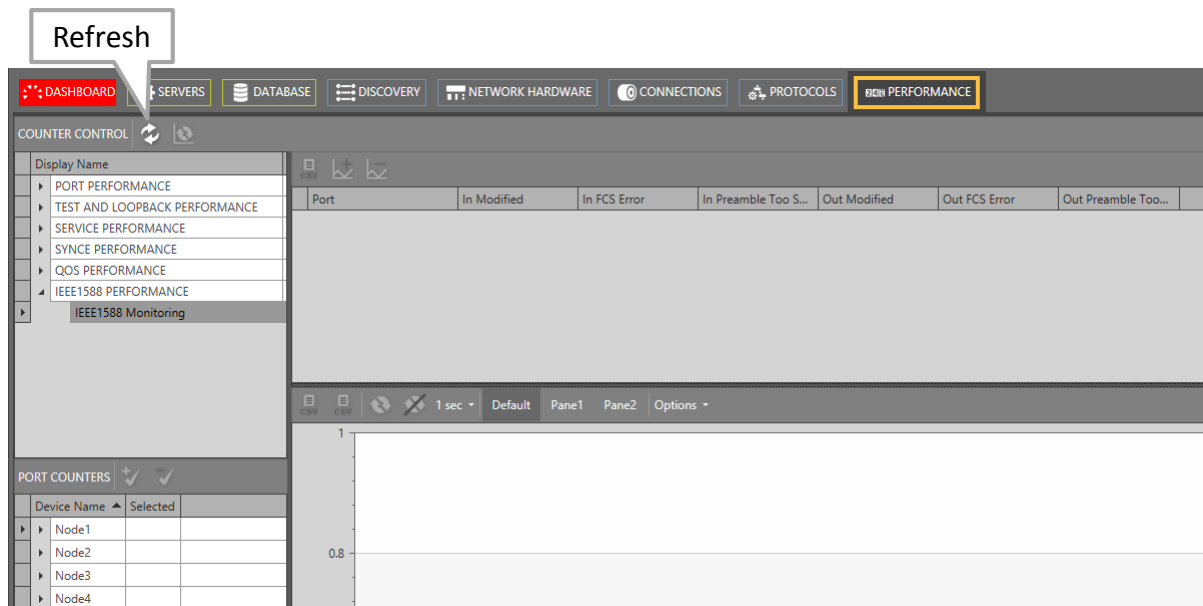 Refresh
DASHBOARD SERVERS DATABASE DISCOVERY NETWORK HARDWARE CONNECTIONS PROTOCOLS PERFORMANCE
COUNTER CONTROL
Display Name
PORT PERFORMANCE
TEST AND LOOPBACK PERFORMANCE
SERVICE PERFORMANCE
SYNCE PERFORMANCE
QOS PERFORMANCE
IEEE1588 PERFORMANCE
IEEE1588 Monitoring
CSV
Port In Modified In FCS Error In Preamble Too S... Out Modified Out FCS Error Out Preamble Too...
CSV CSV 1 sec Default Pane1 Pane2 Options
1
0.8
PORT COUNTERS
Device Name Selected
Node1
Node2
Node3
Node4